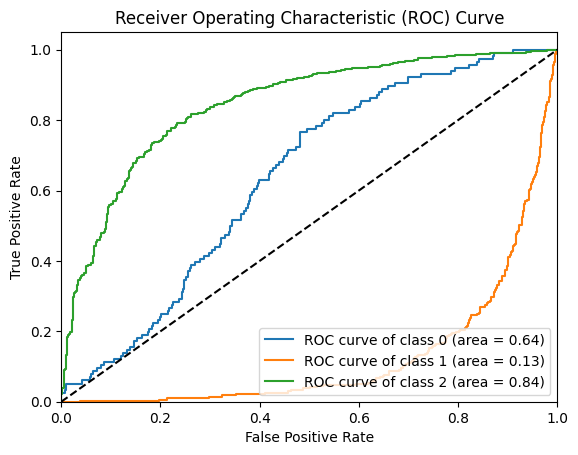 Receiver Operating Characteristic (ROC) Curve
1.0
0.8
0.6
0.4
0.2
0.0
True Positive Rate
ROC curve of class 0 (area = 0.64)
ROC curve of class 1 (area = 0.13)
ROC curve of class 2 (area = 0.84)
0.0 0.2 0.4 0.6 0.8 1.0
False Positive Rate